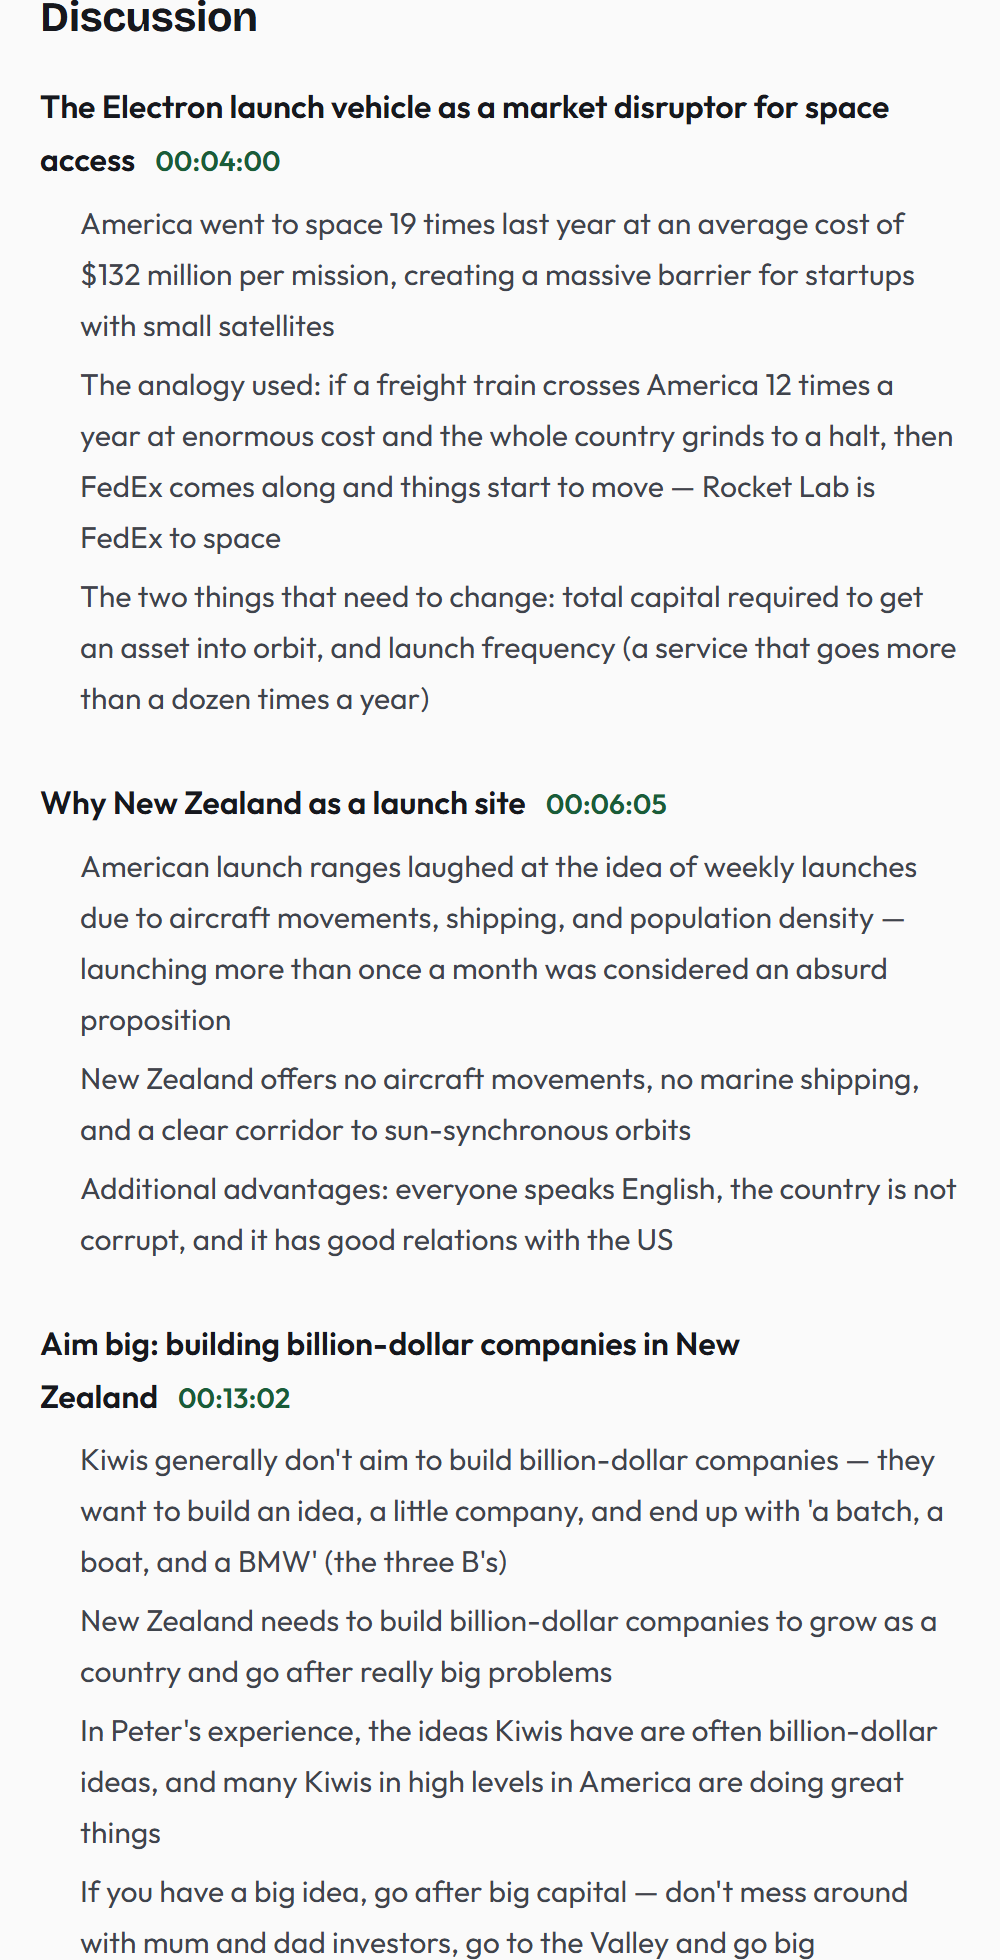 Discussion
The Electron launch vehicle as a market disruptor for space
access 00:04:00
America went to space 19 times last year at an average cost of
$132 million per mission, creating a massive barrier for startups
with small satellites
The analogy used: if a freight train crosses America 12 times a
year at enormous cost and the whole country grinds to a halt, then
FedEx comes along and things start to move — Rocket Lab is
FedEx to space
The two things that need to change: total capital required to get
an asset into orbit, and launch frequency (a service that goes more
than a dozen times a year)
Why New Zealand as a launch site 00:06:05
American launch ranges laughed at the idea of weekly launches
due to aircraft movements, shipping, and population density —
launching more than once a month was considered an absurd
proposition
New Zealand offers no aircraft movements, no marine shipping,
and a clear corridor to sun-synchronous orbits
Additional advantages: everyone speaks English, the country is not
corrupt, and it has good relations with the US
Aim big: building billion-dollar companies in New
Zealand 00:13:02
Kiwis generally don't aim to build billion-dollar companies — they
want to build an idea, a little company, and end up with 'a batch, a
boat, and a BMW' (the three B's)
New Zealand needs to build billion-dollar companies to grow as a
country and go after really big problems
In Peter's experience, the ideas Kiwis have are often billion-dollar
ideas, and many Kiwis in high levels in America are doing great
things
If you have a big idea, go after big capital — don't mess around
with mum and dad investors, go to the Valley and go big